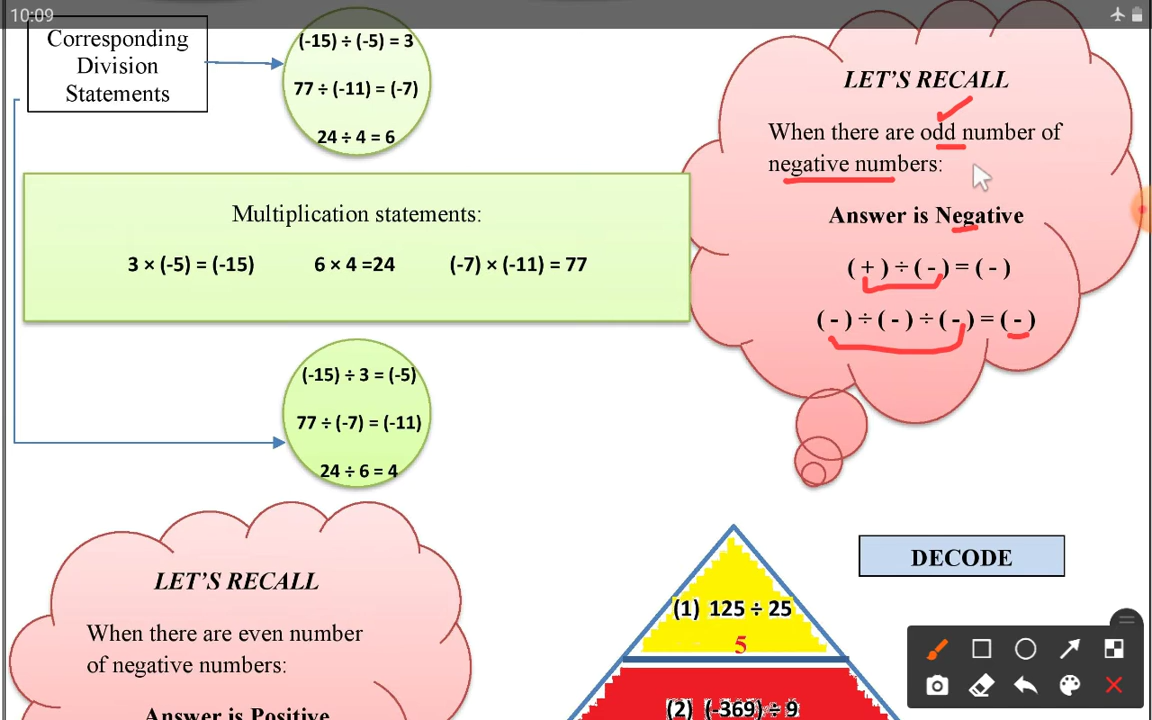 10:09
Corresponding
Division
Statements
(-15) ÷ (-5) = 3
77 ÷ (-11) = (-7)
24 ÷ 4 = 6
LET'S RECALL
When there are odd number of
negative numbers:
Answer is Negative
( + ) ÷ ( - ) = ( - )
( - ) ÷ ( - ) ÷ ( - ) = ( - )
Multiplication statements:
3 × (-5) = (-15) 6 × 4 =24 (-7) × (-11) = 77
(-15) ÷ 3 = (-5)
77 ÷ (-7) = (-11)
24 ÷ 6 = 4
LET'S RECALL
When there are even number
of negative numbers:
Answer is Positive
DECODE
(1) 125 ÷ 25
5
(2) (-369) ÷ 9